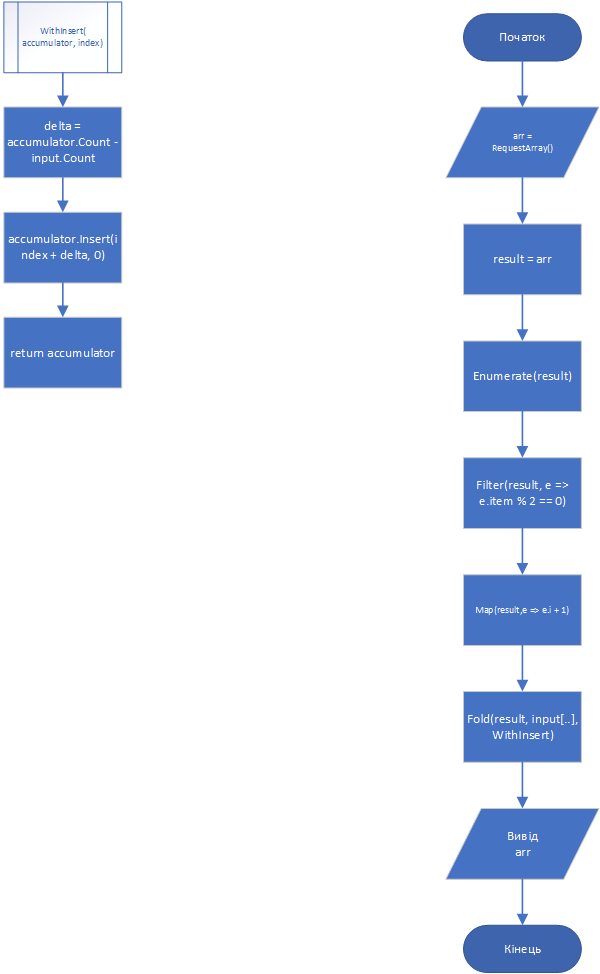 WithInsert(
accumulator, index)
delta =
accumulator.Count -
input.Count
accumulator.Insert(i
ndex + delta, 0)
return accumulator
Початок
arr =
RequestArray()
result = arr
Enumerate(result)
Filter(result, e =>
e.item % 2 == 0)
Map(result,e => e.i + 1)
Fold(result, input[..],
WithInsert)
Вивід
arr
Кінець